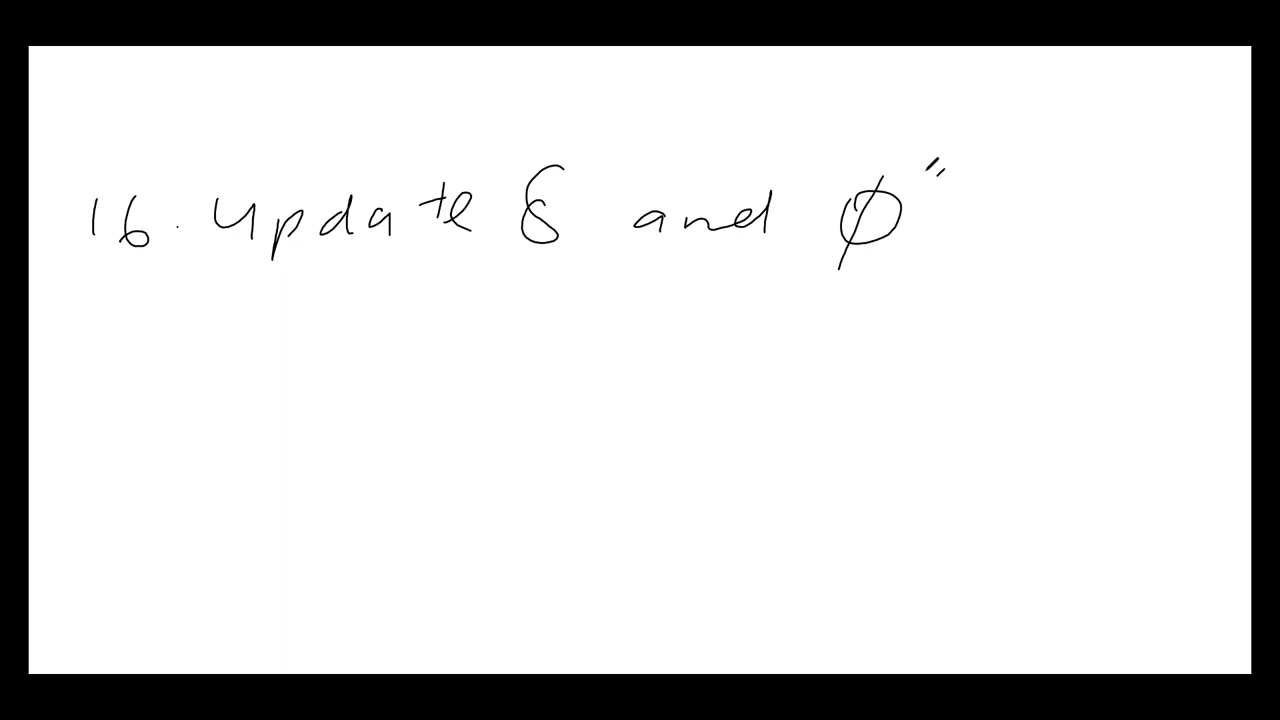 16. Update δ and ϕ"